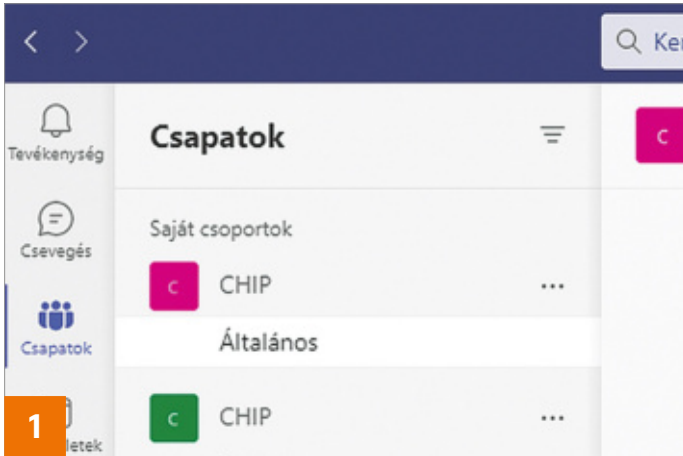 Csapatok
Tevékenység
Saját csoportok
Csevegés
C CHIP ...
Általános
Csapatok
C CHIP ...
C
1